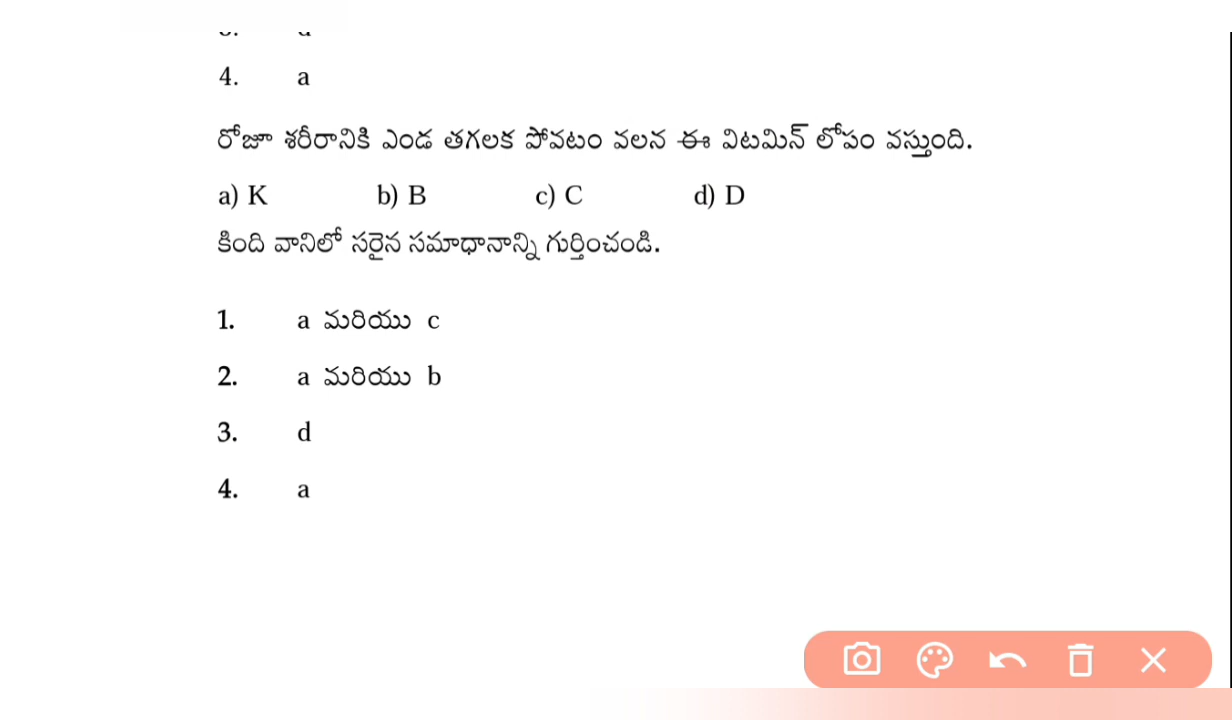 4. a
రోజూ శరీరానికి ఎండ తగలక పోవటం వలన ఈ విటమిన్ లోపం వస్తుంది.
a) K b) B c) C d) D
కింది వానిలో సరైన సమాధానాన్ని గుర్తించండి.
1. a మరియు c
2. a మరియు b
3. d
4. a